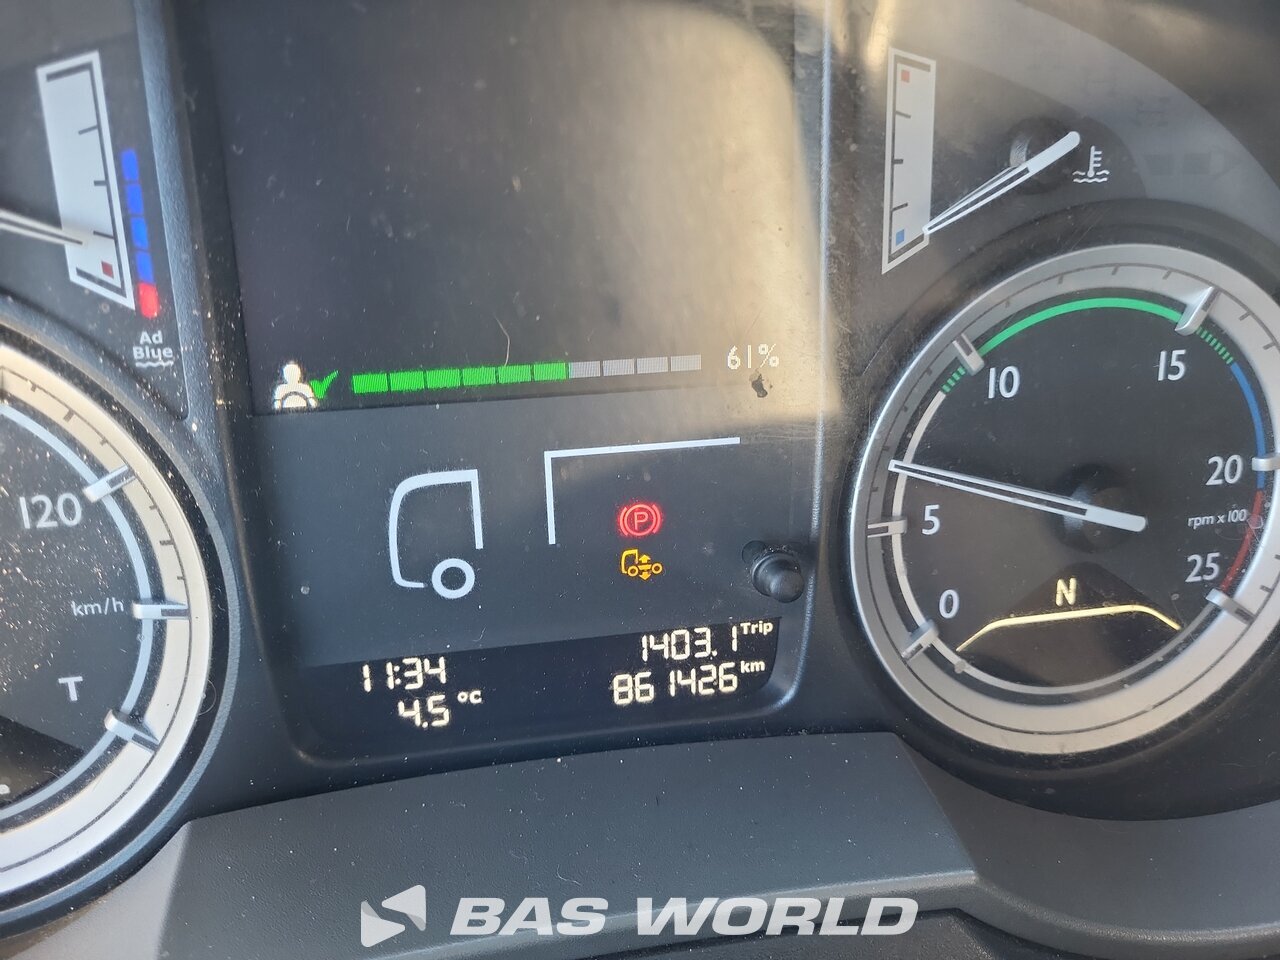 Ad
Blue
61%
120
km/h
T
P
11:34
4.5 °C
1403.1 Trip
861426 km
0
5
10
15
20
25
rpm x 100
N
BAS WORLD